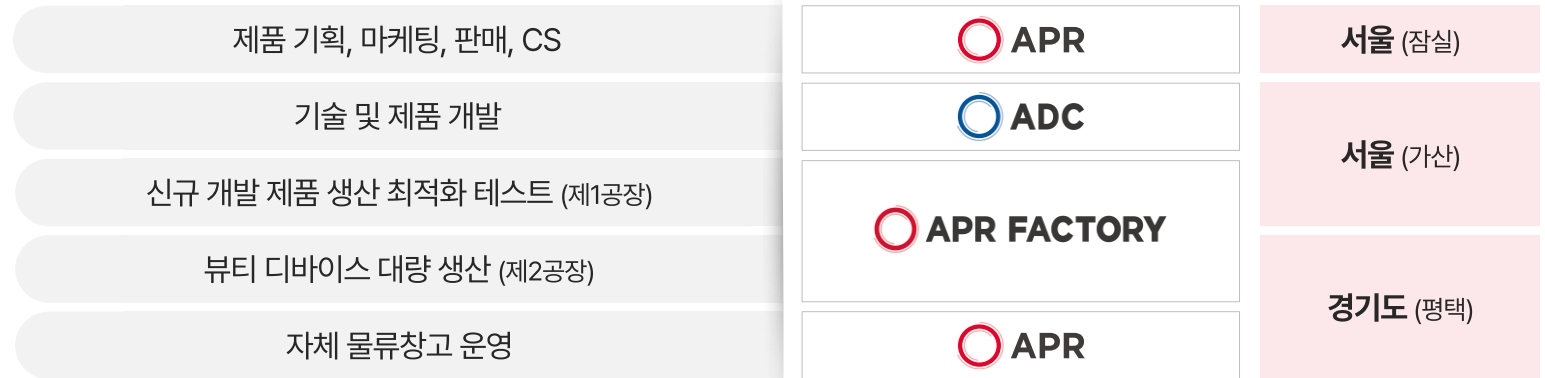 제품 기획, 마케팅, 판매, CS
APR
서울 (잠실)
기술 및 제품 개발
ADC
서울 (가산)
신규 개발 제품 생산 최적화 테스트 (제1공장)
APR FACTORY
뷰티 디바이스 대량 생산 (제2공장)
경기도 (평택)
자체 물류창고 운영
APR